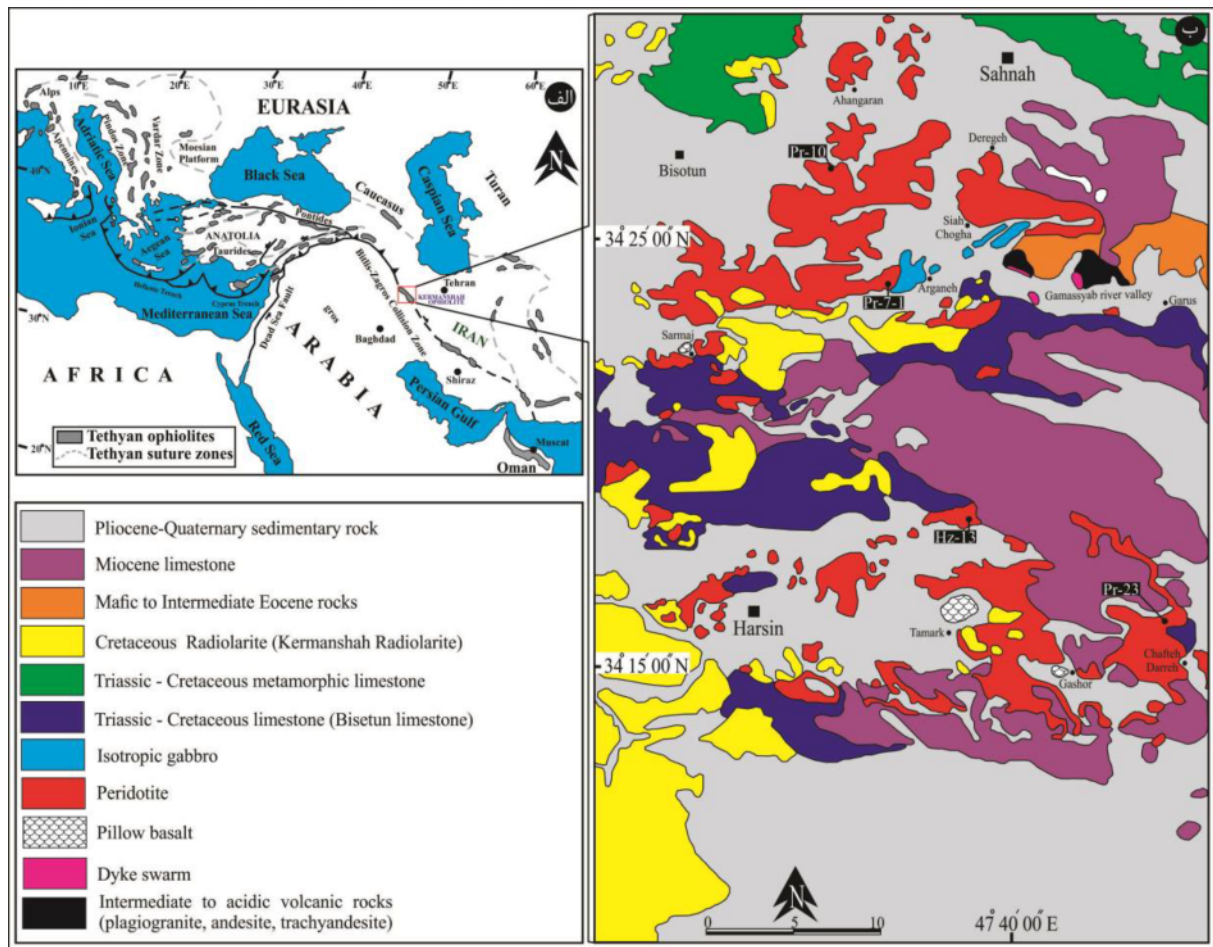 10°E
20°E
30°E
40°E
50°E
60°E
الف
Alps
EURASIA
Adriatic Sea
Pindos Zone
Vardar Zone
Apennines
Moesian
Platform
N
40°N
Black Sea
Caucasus
Caspian Sea
Turan
Ionian
Sea
Aegean
Sea
ANATOLIA
Pontides
Taurides
Hellenic Trench
Cyprus Trench
Bitlis-Zagros Collision Zone
Tehran
KERMANSHAH
OPHIOLITE
30°N
Mediterranean Sea
Dead Sea Fault
gros
IRAN
Baghdad
AFRICA
ARABIA
Shiraz
Persian Gulf
Red Sea
20°N
Muscat
Oman
Tethyan ophiolites
Tethyan suture zones
Pliocene-Quaternary sedimentary rock
Miocene limestone
Mafic to Intermediate Eocene rocks
Cretaceous Radiolarite (Kermanshah Radiolarite)
Triassic - Cretaceous metamorphic limestone
Triassic - Cretaceous limestone (Bisetun limestone)
Isotropic gabbro
Peridotite
Pillow basalt
Dyke swarm
Intermediate to acidic volcanic rocks
(plagiogranite, andesite, trachyandesite)
ب
Sahnah
Ahangaran
Pr-10
Deregeh
Bisotun
Siah
Chogha
34° 25′ 00″ N
Pr-7-1
Arganeh
Gamassyab river valley
Garus
Sarmaj
Hz-13
Pr-23
Harsin
Tamark
Chafteh
Darreh
34° 15′ 00″ N
Gashor
N
0
5
10
47° 40′ 00″ E